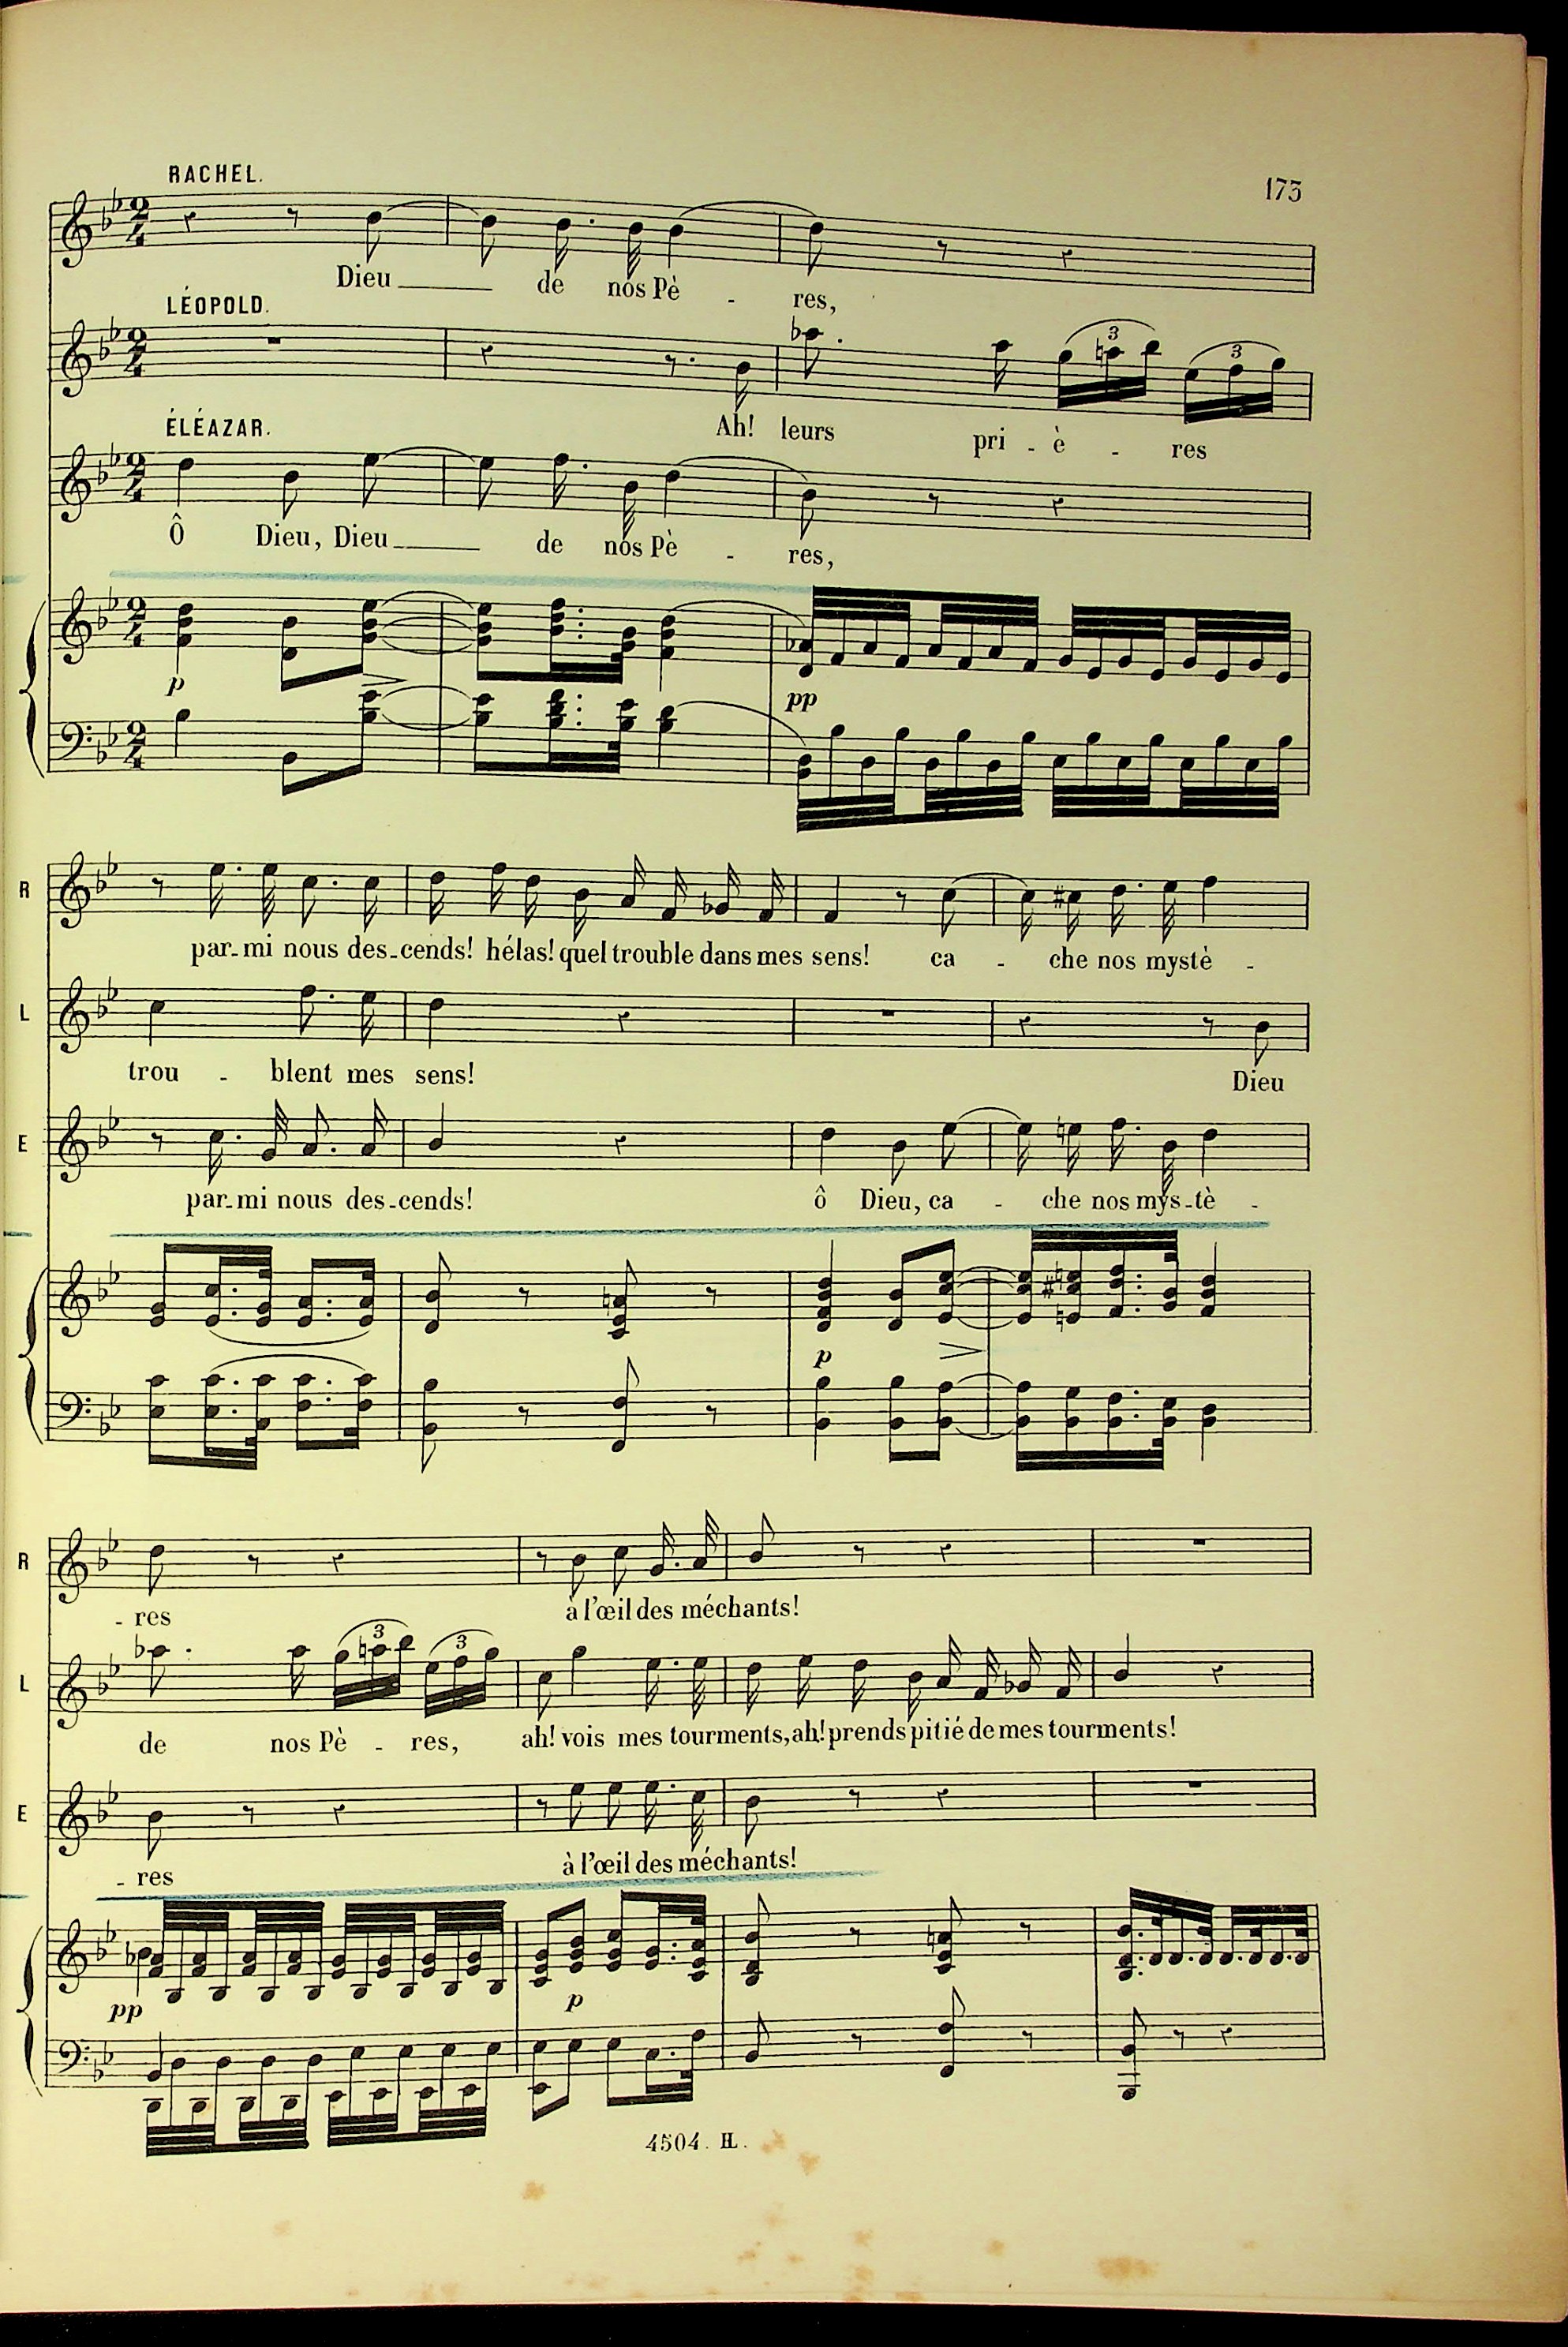 173
RACHEL.
Dieu de nos Pè - res,
LÉOPOLD.
Ah! leurs pri - è - res
ÉLÉAZAR.
Ô Dieu, Dieu de nos Pè - res,
p pp
R
par-mi nous des-cends! hélas! quel trouble dans mes sens! ca - che nos mystè -
L
trou - blent mes sens! Dieu
E
par-mi nous des-cends! ô Dieu, ca - che nos mys-tè -
p
R
- res à l'œil des méchants!
L
de nos Pè - res, ah! vois mes tourments, ah! prends pitié de mes tourments!
E
- res à l'œil des méchants!
pp p
4504. H.